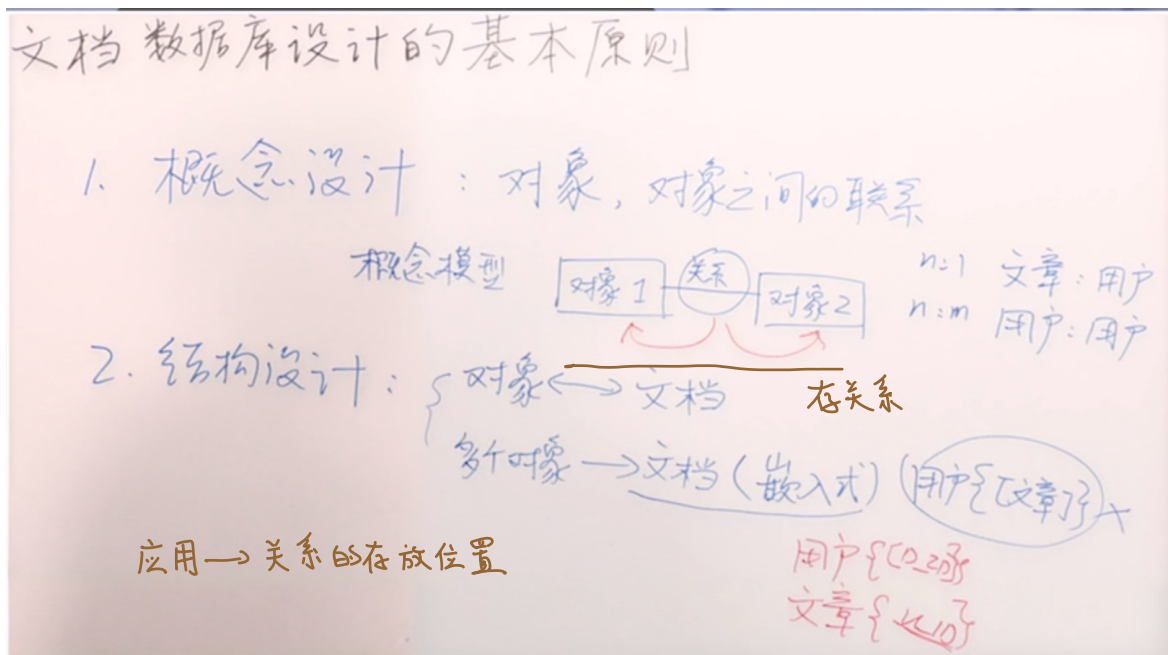 文档数据库设计的基本原则
1. 概念设计：对象，对象之间的联系
概念模型 对象1 关系 对象2 n:1 文章：用户
n:m 用户：用户
2. 结构设计：{ 对象<->文档 存关系
多个对象→文档（嵌入式）（用户{[文章]}）×
应用→关系的存放位置
用户{[D_ID]}
文章{U_ID}